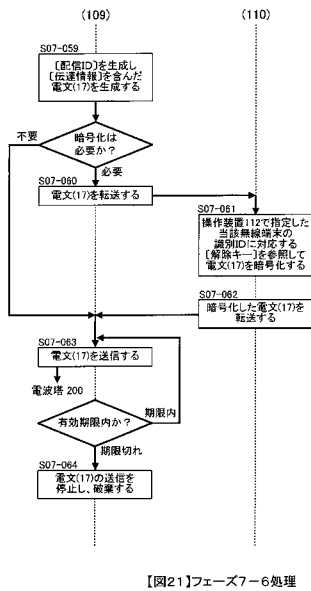 (109)
(110)
S07-059
[配信ID]を生成し
[伝達情報]を含んだ
電文(17)を生成する
不要
暗号化は
必要か?
必要
S07-060
電文(17)を転送する
S07-061
操作装置112で指定した
当該無線端末の
識別IDに対応する
[解除キー]を参照して
電文(17)を暗号化する
S07-062
暗号化した電文(17)を
転送する
S07-063
電文(17)を送信する
電波塔200
期限内
有効期限内か?
期限切れ
S07-064
電文(17)の送信を
停止し、破棄する
【図21】フェーズ7-6処理